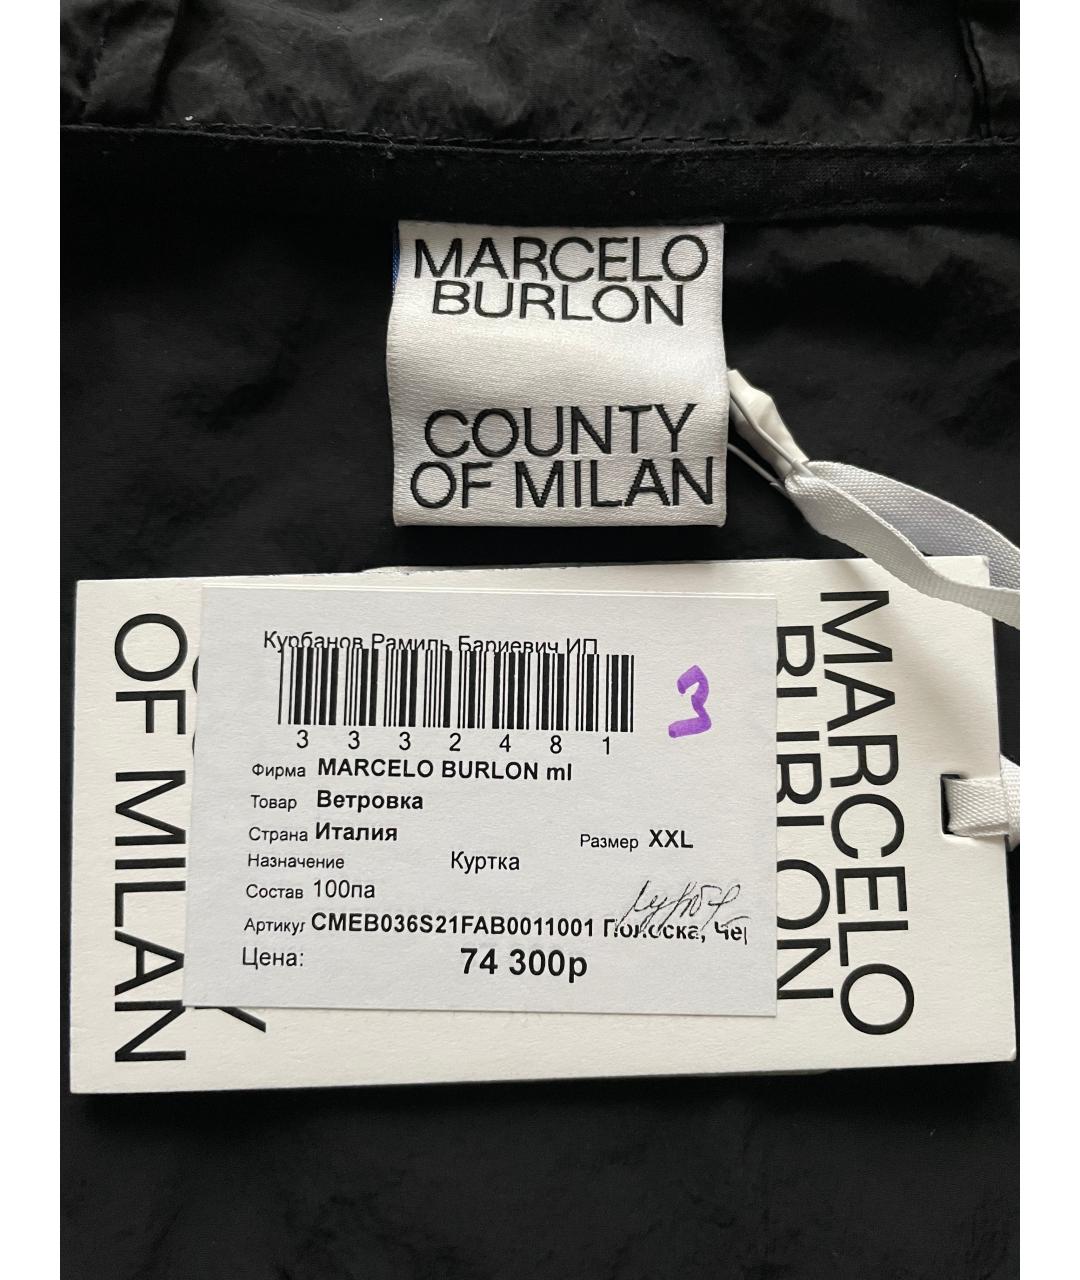 MARCELO
BURLON
COUNTY
OF MILAN
MARCELO
BURLON
OF MILAN
Курбанов Рамиль Бариевич ИП
3 3 3 2 4 8 1
3
Фирма MARCELO BURLON ml
Товар Ветровка
Страна Италия
Размер XXL
Назначение Куртка
Состав 100па
Артикул CMEB036S21FAB0011001 Полоска, Чер
Цена: 74 300р